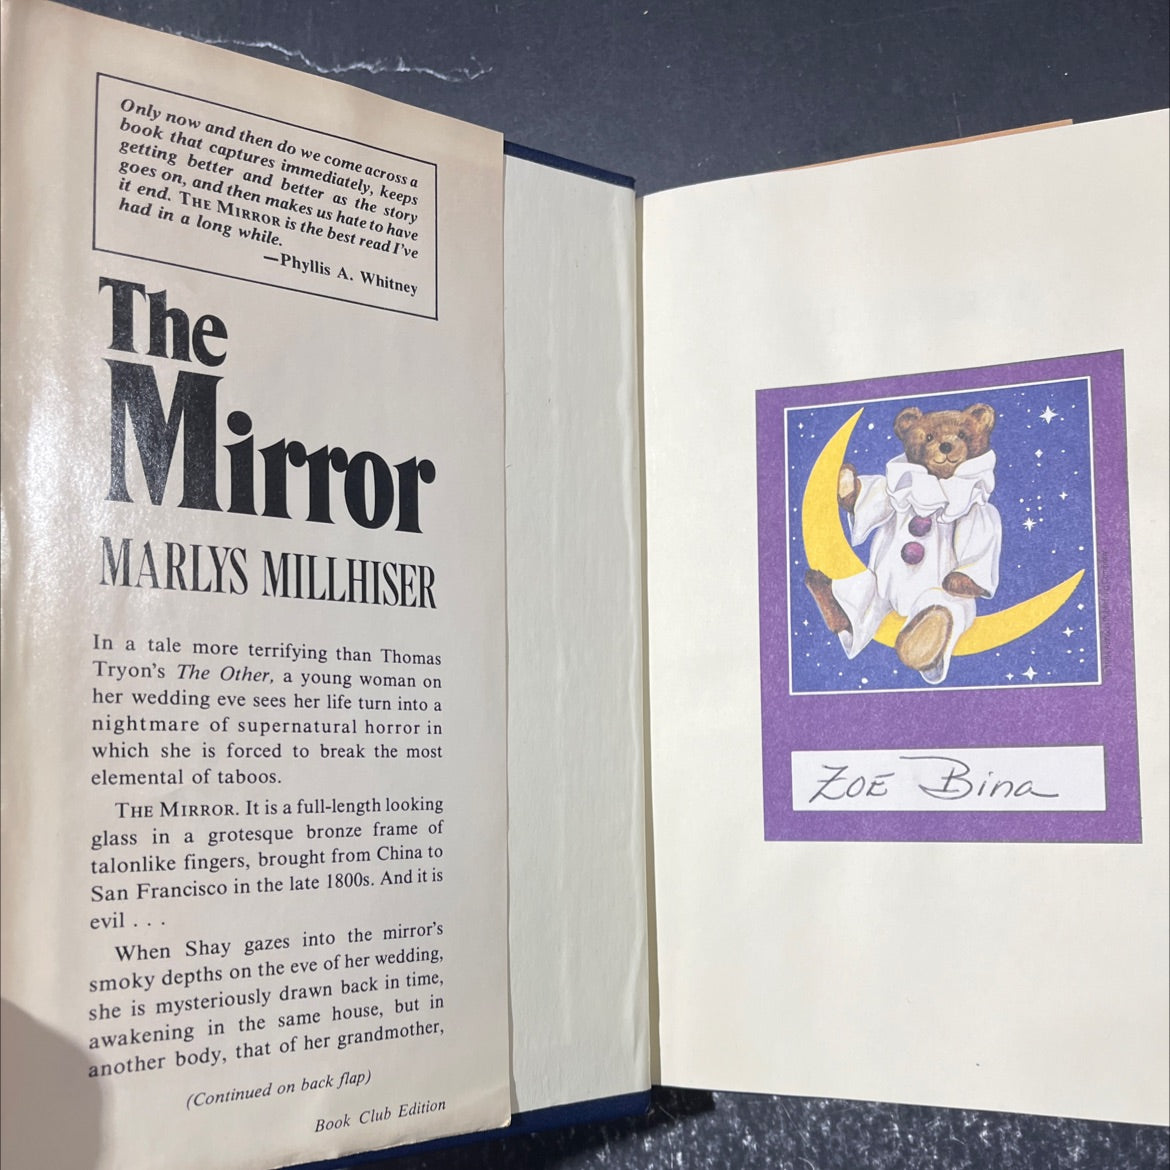 Only now and then do we come across a
book that captures immediately, keeps
getting better and better as the story
goes on, and then makes us hate to have
it end. THE MIRROR is the best read I've
had in a long while.
—Phyllis A. Whitney
The
Mirror
MARLYS MILLHISER
In a tale more terrifying than Thomas
Tryon's The Other, a young woman on
her wedding eve sees her life turn into a
nightmare of supernatural horror in
which she is forced to break the most
elemental of taboos.
THE MIRROR. It is a full-length looking
glass in a grotesque bronze frame of
talonlike fingers, brought from China to
San Francisco in the late 1800s. And it is
evil . . .
When Shay gazes into the mirror's
smoky depths on the eve of her wedding,
she is mysteriously drawn back in time,
awakening in the same house, but in
another body, that of her grandmother,
(Continued on back flap)
Book Club Edition
ZOE Bina